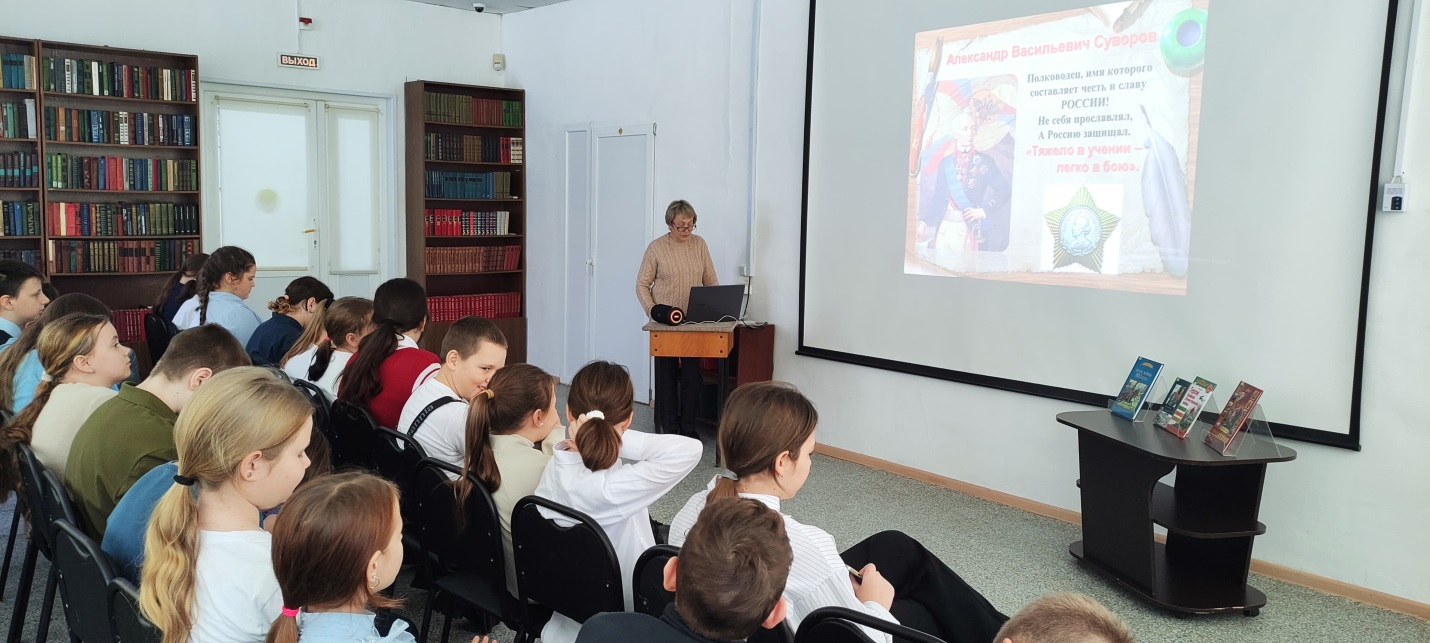 ВЫХОД
Александр Васильевич Суворов
Полководец, имя которого
составляет честь и славу
РОССИИ!
Не себя прославлял,
А Россию защищал.
«Тяжело в учении –
легко в бою».